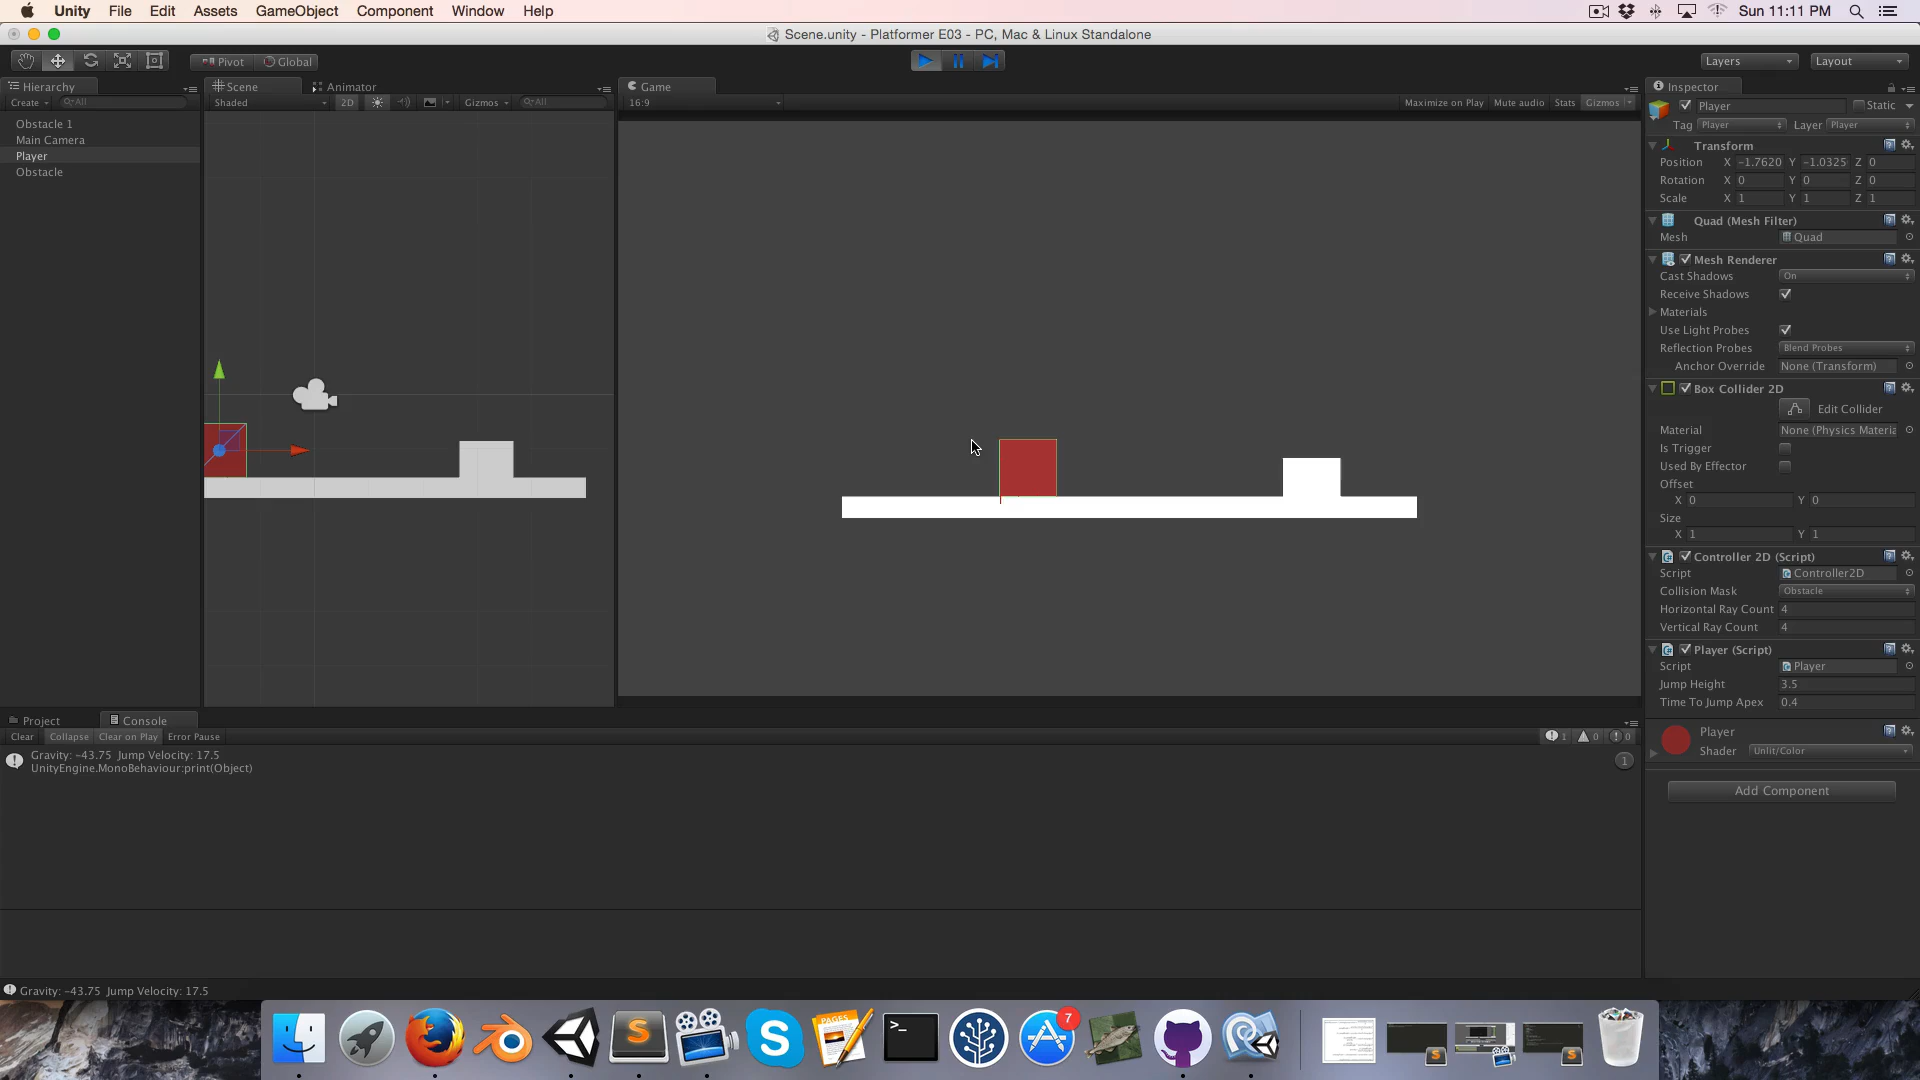 Unity File Edit Assets GameObject Component Window Help Sun 11:11 PM
Scene.unity - Platformer E03 - PC, Mac & Linux Standalone
Pivot Global Layers Layout
Hierarchy Scene Animator Game Inspector
Create All Shaded 2D Gizmos All 16:9 Maximize on Play Mute audio Stats Gizmos
Player Static
Tag Player Layer Player
Obstacle 1
Main Camera
Player
Obstacle
Transform
Position X -1.7620 Y -1.0325 Z 0
Rotation X 0 Y 0 Z 0
Scale X 1 Y 1 Z 1
Quad (Mesh Filter)
Mesh Quad
Mesh Renderer
Cast Shadows On
Receive Shadows
Materials
Use Light Probes
Reflection Probes Blend Probes
Anchor Override None (Transform)
Box Collider 2D
Edit Collider
Material None (Physics Materia
Is Trigger
Used By Effector
Offset
X 0 Y 0
Size
X 1 Y 1
Controller 2D (Script)
Script Controller2D
Collision Mask Obstacle
Horizontal Ray Count 4
Vertical Ray Count 4
Player (Script)
Script Player
Jump Height 3.5
Time To Jump Apex 0.4
Player
Shader Unlit/Color
Add Component
Project Console
Clear Collapse Clear on Play Error Pause 1 0 0
Gravity: -43.75 Jump Velocity: 17.5
UnityEngine.MonoBehaviour:print(Object)
1
Gravity: -43.75 Jump Velocity: 17.5
PAGES
7